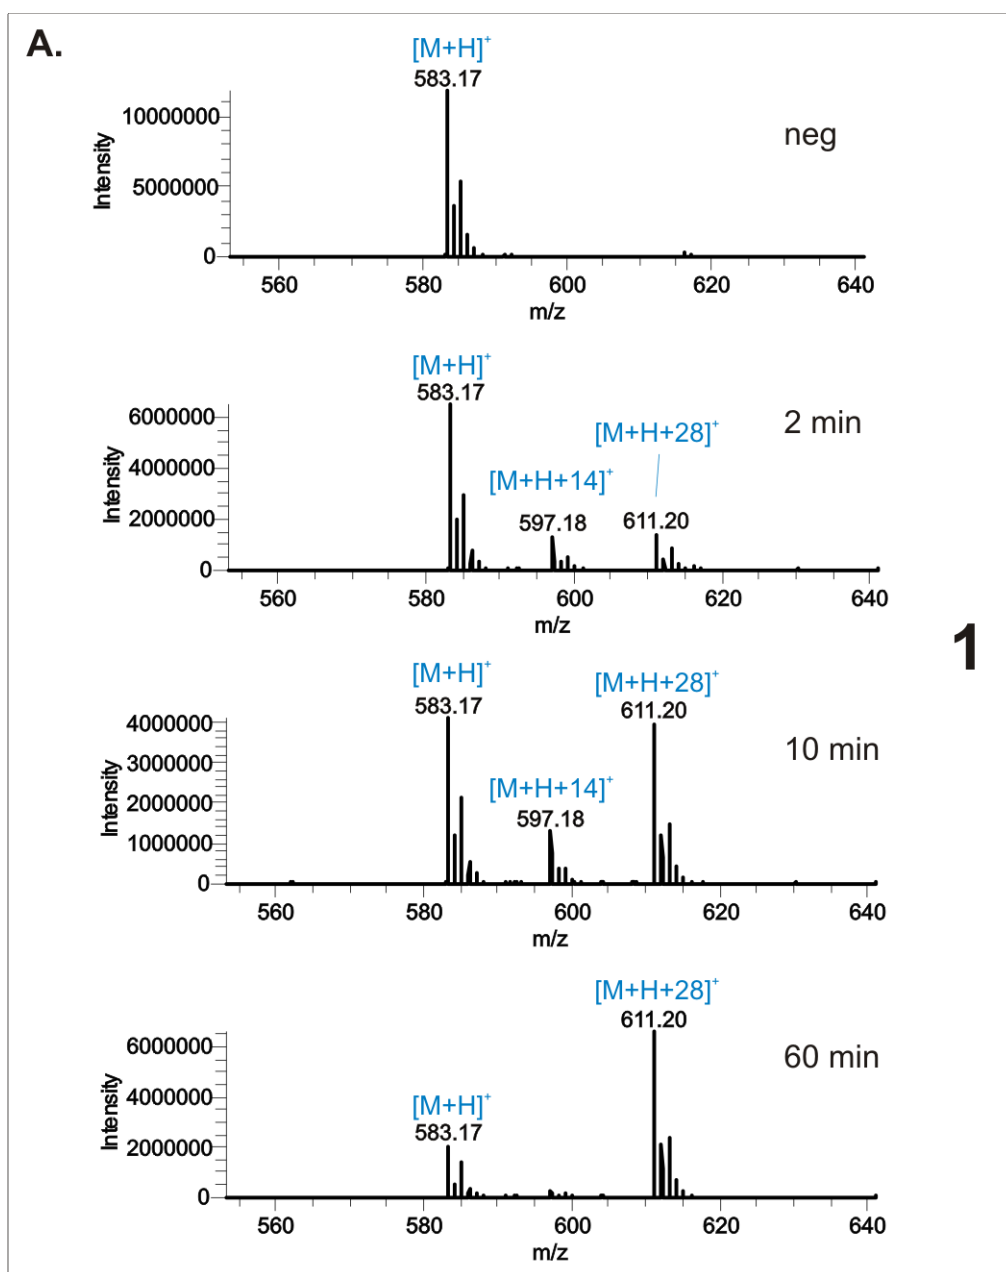 A.
[M+H]+
583.17
neg
10000000
5000000
0
Intensity
560
580
600
620
640
m/z
[M+H]+
583.17
[M+H+28]+
2 min
[M+H+14]+
597.18
611.20
6000000
4000000
2000000
0
Intensity
560
580
600
620
640
m/z
1
[M+H]+
583.17
[M+H+28]+
611.20
10 min
[M+H+14]+
597.18
4000000
3000000
2000000
1000000
0
Intensity
560
580
600
620
640
m/z
[M+H+28]+
611.20
60 min
[M+H]+
583.17
6000000
4000000
2000000
0
Intensity
560
580
600
620
640
m/z